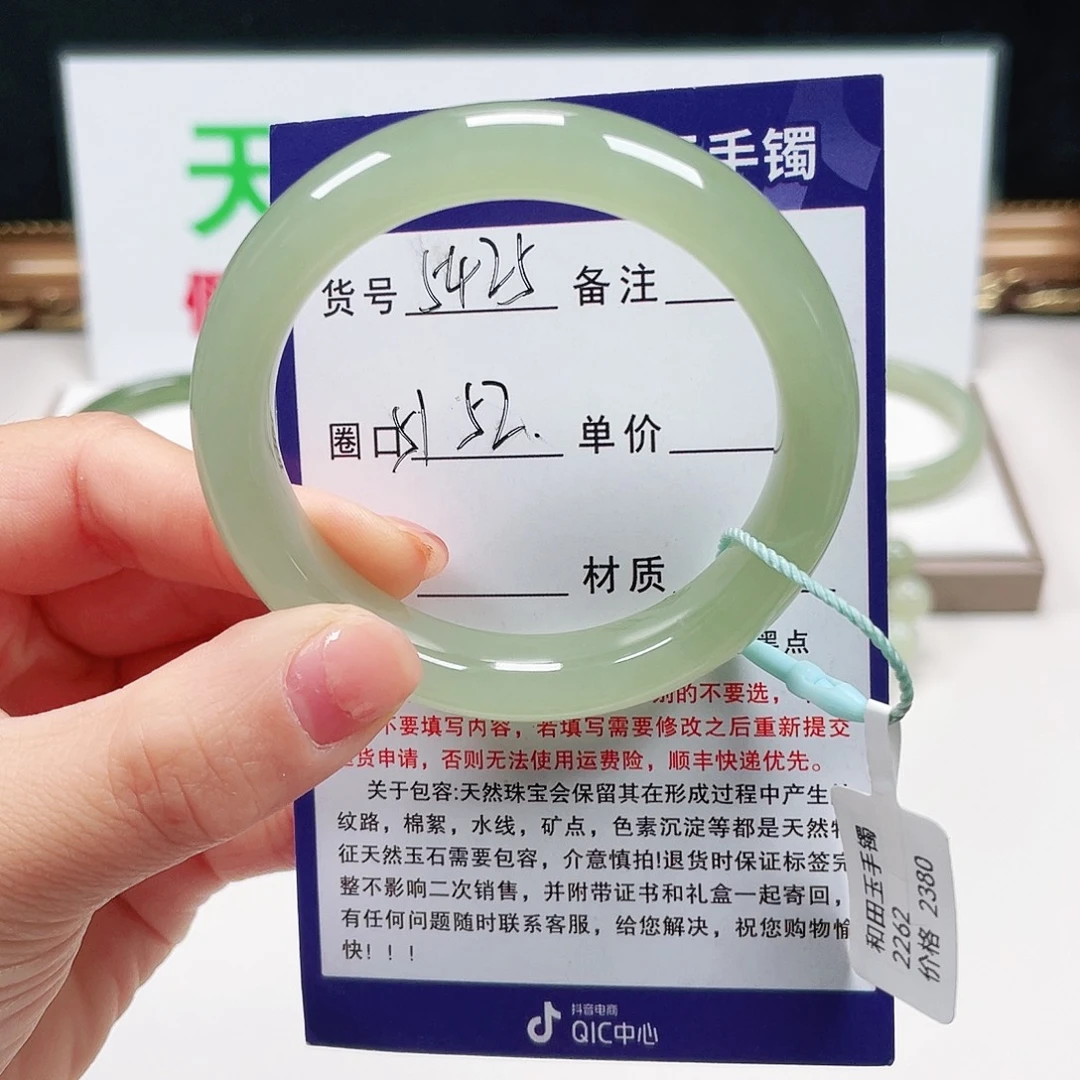 天
手镯
货号 5425 备注
圈口 51 52. 单价
材质
黑点
别的不要选，
不要填写内容，若填写需要修改之后重新提交
货申请，否则无法使用运费险，顺丰快递优先。
关于包容:天然珠宝会保留其在形成过程中产生
纹路，棉絮，水线，矿点，色素沉淀等都是天然特
征天然玉石需要包容，介意慎拍!退货时保证标签完
整不影响二次销售，并附带证书和礼盒一起寄回，
有任何问题随时联系客服，给您解决，祝您购物愉
快！！！
抖音电商
QIC中心
和田玉手镯
2262
价格 2380